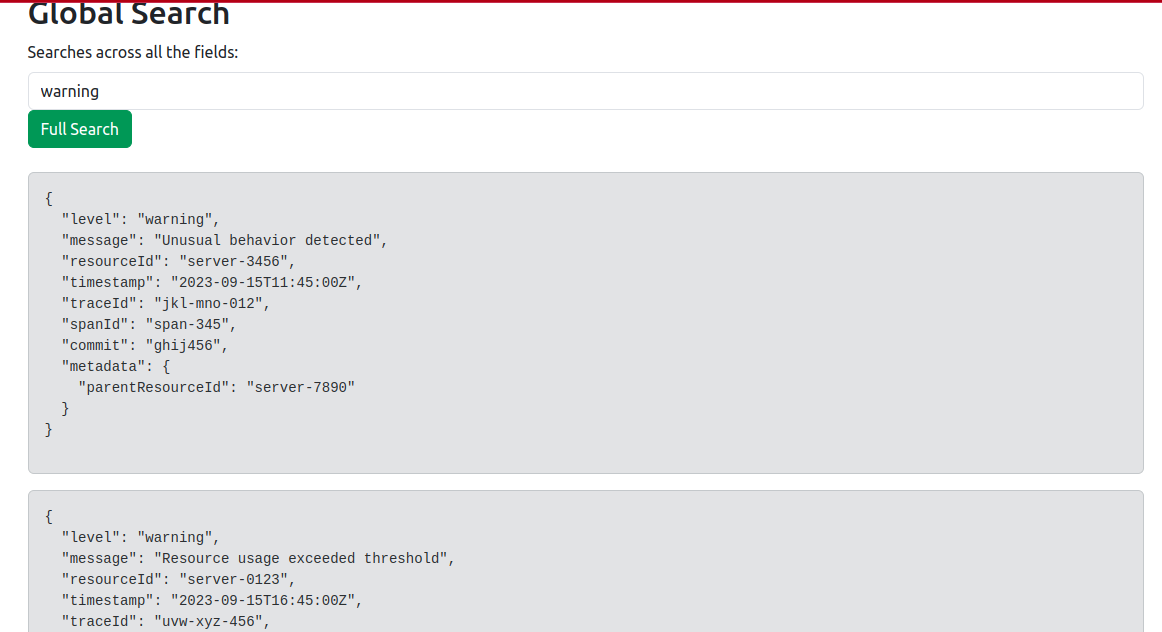 Global Search
Searches across all the fields:
warning
Full Search
{
  "level": "warning",
  "message": "Unusual behavior detected",
  "resourceId": "server-3456",
  "timestamp": "2023-09-15T11:45:00Z",
  "traceId": "jkl-mno-012",
  "spanId": "span-345",
  "commit": "ghij456",
  "metadata": {
    "parentResourceId": "server-7890"
  }
}
{
  "level": "warning",
  "message": "Resource usage exceeded threshold",
  "resourceId": "server-0123",
  "timestamp": "2023-09-15T16:45:00Z",
  "traceId": "uvw-xyz-456",